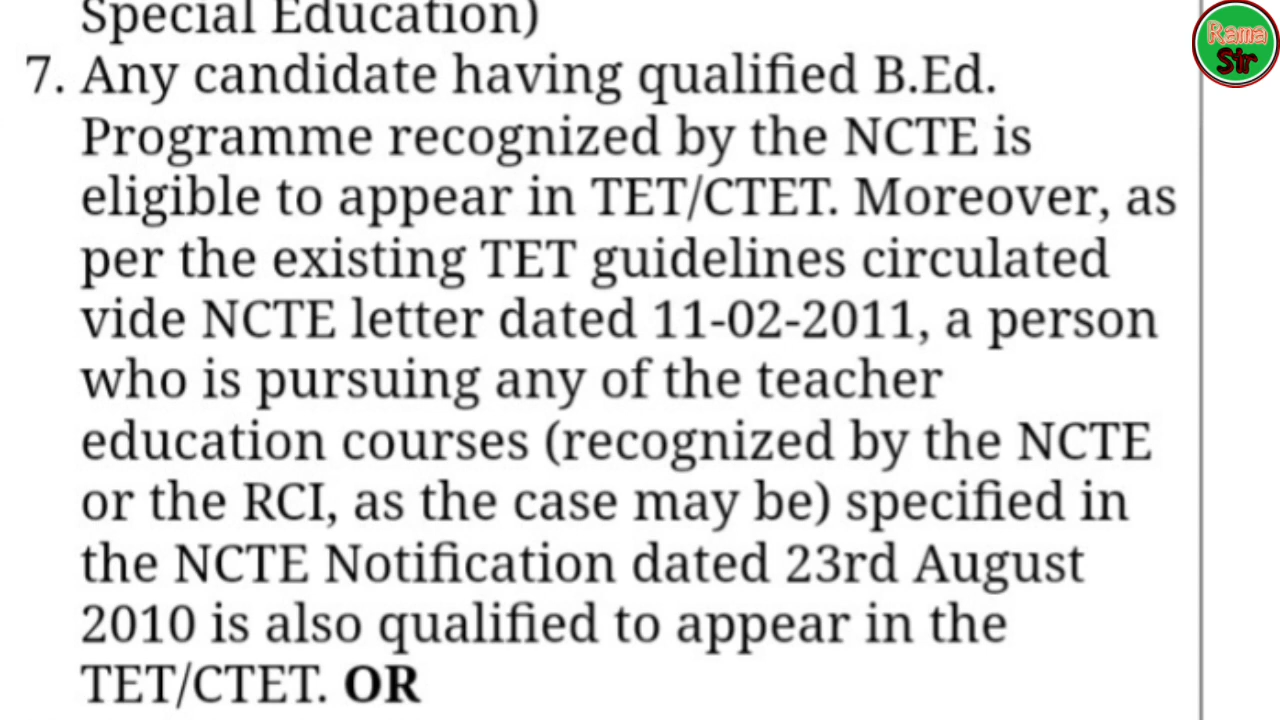 Special Education)
7. Any candidate having qualified B.Ed.
Programme recognized by the NCTE is
eligible to appear in TET/CTET. Moreover, as
per the existing TET guidelines circulated
vide NCTE letter dated 11-02-2011, a person
who is pursuing any of the teacher
education courses (recognized by the NCTE
or the RCI, as the case may be) specified in
the NCTE Notification dated 23rd August
2010 is also qualified to appear in the
TET/CTET. OR
Rama
Sir